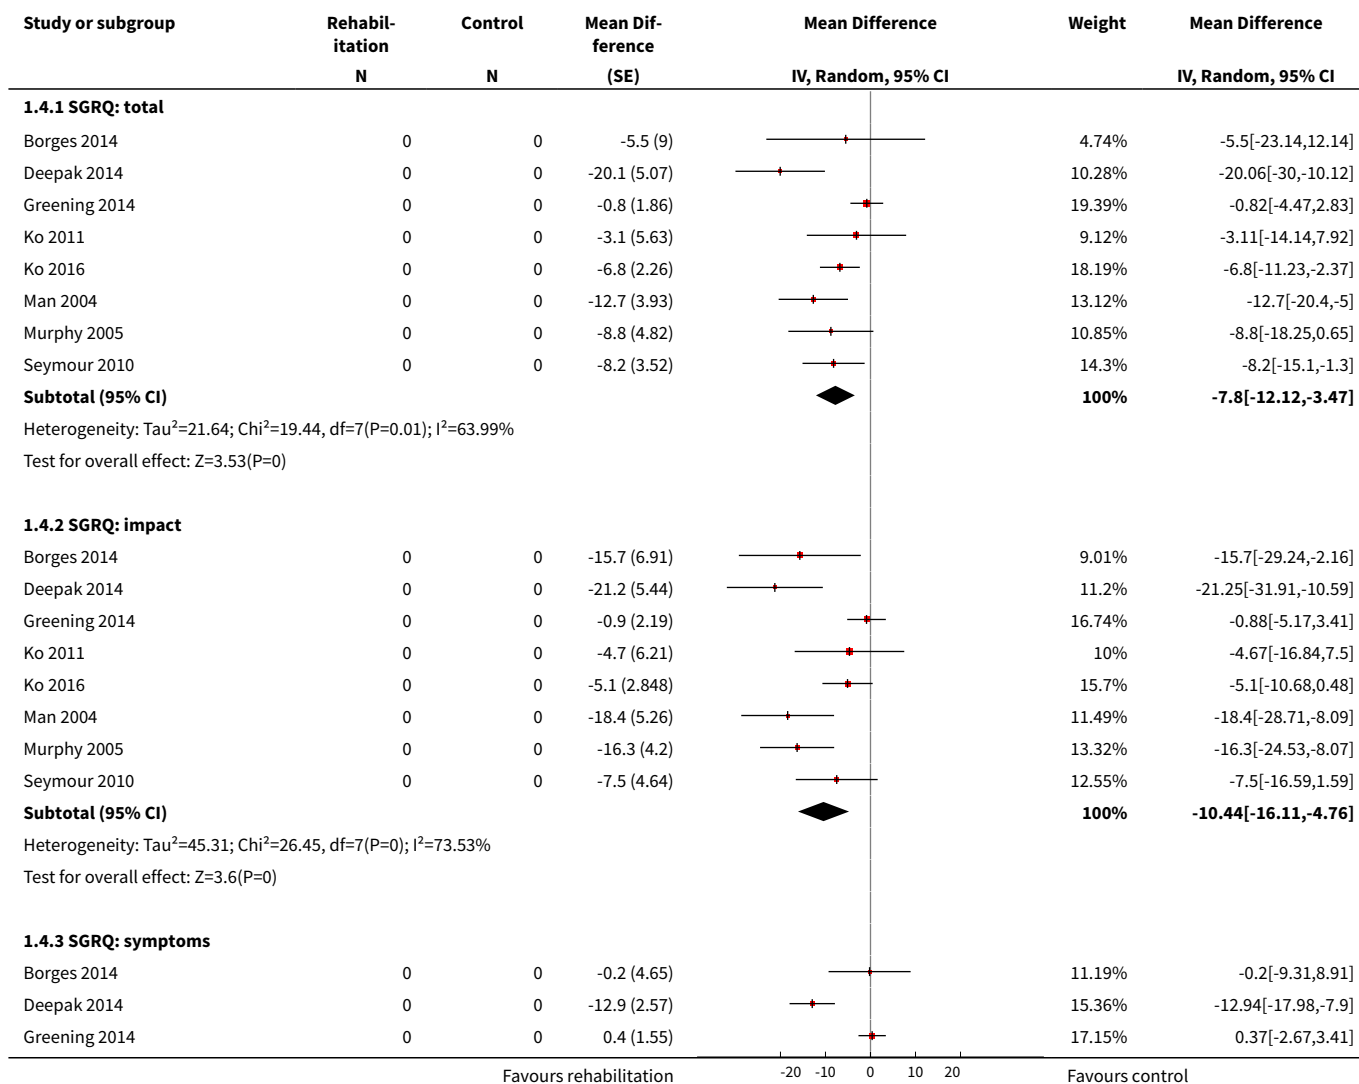 Study or subgroup Rehabil- Control Mean Dif- Mean Difference Weight Mean Difference
itation ference
N N (SE) IV, Random, 95% CI IV, Random, 95% CI
1.4.1 SGRQ: total
Borges 2014 0 0 -5.5 (9) 4.74% -5.5[-23.14,12.14]
Deepak 2014 0 0 -20.1 (5.07) 10.28% -20.06[-30,-10.12]
Greening 2014 0 0 -0.8 (1.86) 19.39% -0.82[-4.47,2.83]
Ko 2011 0 0 -3.1 (5.63) 9.12% -3.11[-14.14,7.92]
Ko 2016 0 0 -6.8 (2.26) 18.19% -6.8[-11.23,-2.37]
Man 2004 0 0 -12.7 (3.93) 13.12% -12.7[-20.4,-5]
Murphy 2005 0 0 -8.8 (4.82) 10.85% -8.8[-18.25,0.65]
Seymour 2010 0 0 -8.2 (3.52) 14.3% -8.2[-15.1,-1.3]
Subtotal (95% CI) 100% -7.8[-12.12,-3.47]
Heterogeneity: Tau²=21.64; Chi²=19.44, df=7(P=0.01); I²=63.99%
Test for overall effect: Z=3.53(P=0)
1.4.2 SGRQ: impact
Borges 2014 0 0 -15.7 (6.91) 9.01% -15.7[-29.24,-2.16]
Deepak 2014 0 0 -21.2 (5.44) 11.2% -21.25[-31.91,-10.59]
Greening 2014 0 0 -0.9 (2.19) 16.74% -0.88[-5.17,3.41]
Ko 2011 0 0 -4.7 (6.21) 10% -4.67[-16.84,7.5]
Ko 2016 0 0 -5.1 (2.848) 15.7% -5.1[-10.68,0.48]
Man 2004 0 0 -18.4 (5.26) 11.49% -18.4[-28.71,-8.09]
Murphy 2005 0 0 -16.3 (4.2) 13.32% -16.3[-24.53,-8.07]
Seymour 2010 0 0 -7.5 (4.64) 12.55% -7.5[-16.59,1.59]
Subtotal (95% CI) 100% -10.44[-16.11,-4.76]
Heterogeneity: Tau²=45.31; Chi²=26.45, df=7(P=0); I²=73.53%
Test for overall effect: Z=3.6(P=0)
1.4.3 SGRQ: symptoms
Borges 2014 0 0 -0.2 (4.65) 11.19% -0.2[-9.31,8.91]
Deepak 2014 0 0 -12.9 (2.57) 15.36% -12.94[-17.98,-7.9]
Greening 2014 0 0 0.4 (1.55) 17.15% 0.37[-2.67,3.41]
Favours rehabilitation -20 -10 0 10 20 Favours control